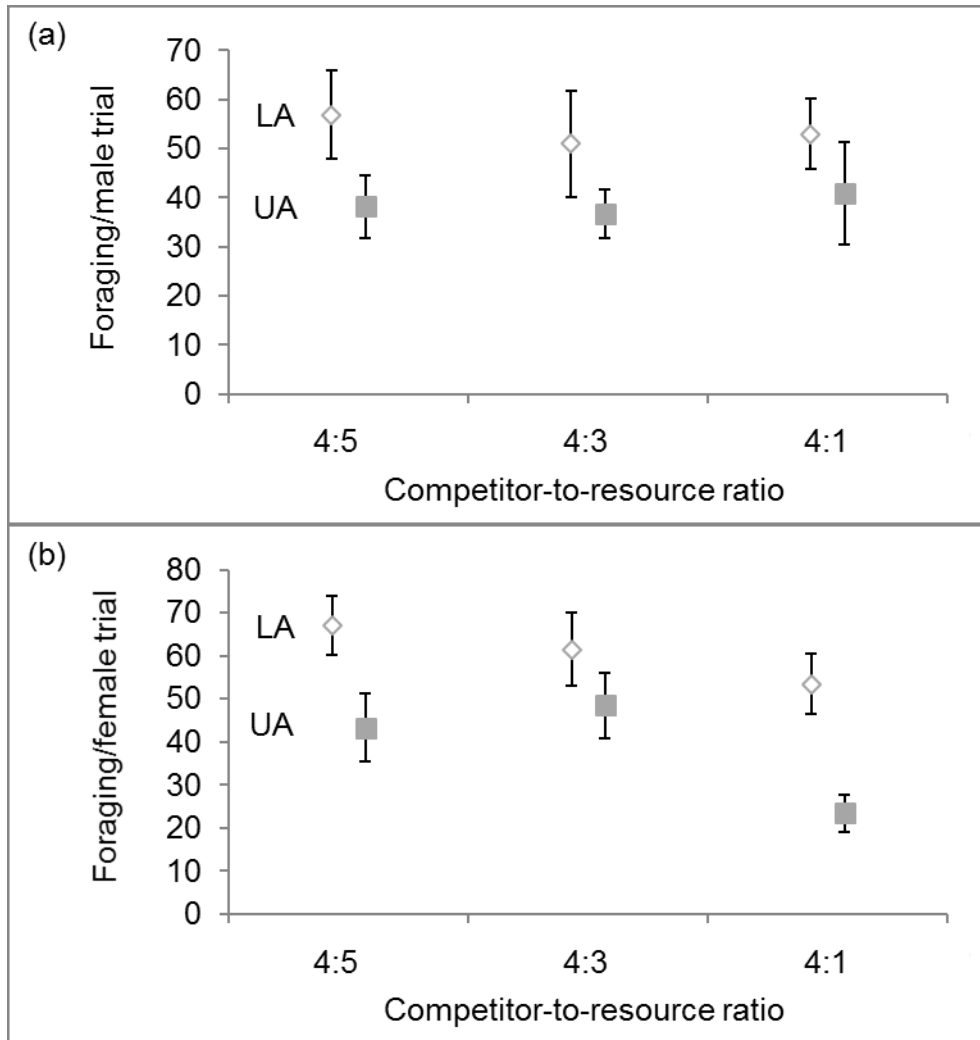 (a)
Foraging/male trial
70
60
50
40
30
20
10
0
LA
UA
4:5 4:3 4:1
Competitor-to-resource ratio
(b)
Foraging/female trial
80
70
60
50
40
30
20
10
0
LA
UA
4:5 4:3 4:1
Competitor-to-resource ratio